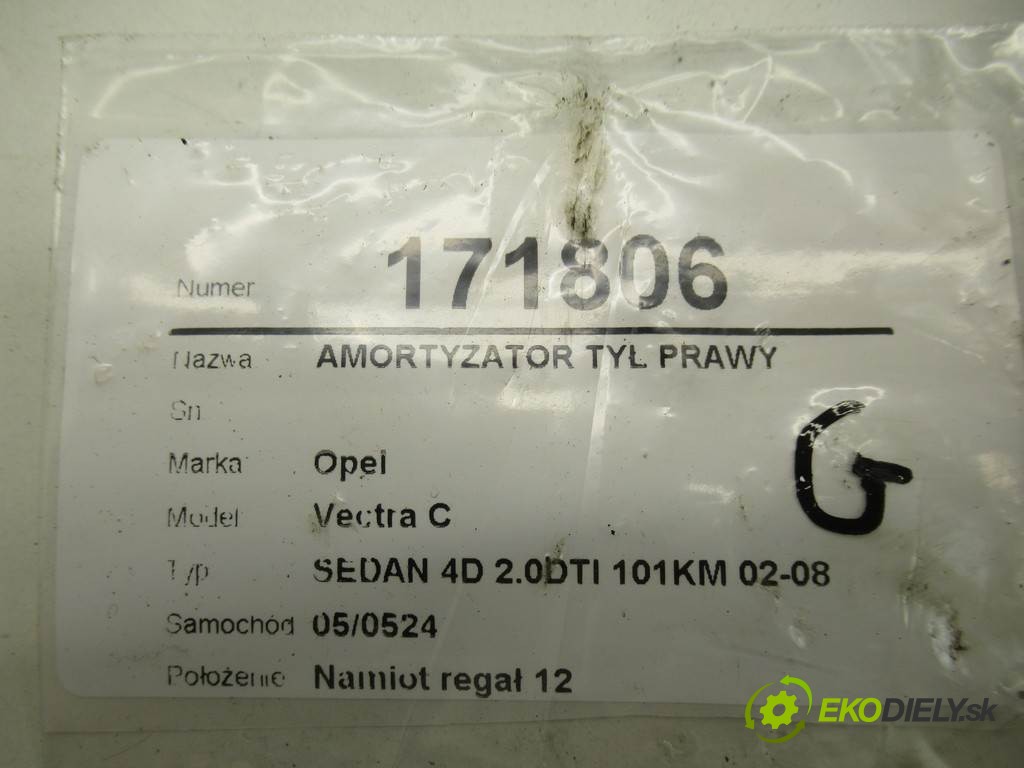 Numer 171806
Nazwa AMORTYZATOR TYL PRAWY
Sn
Marka Opel
Model Vectra C
Typ SEDAN 4D 2.0DTI 101KM 02-08
Samochód 05/0524
Położenie Namiot regał 12
G
EKODIELY.sk